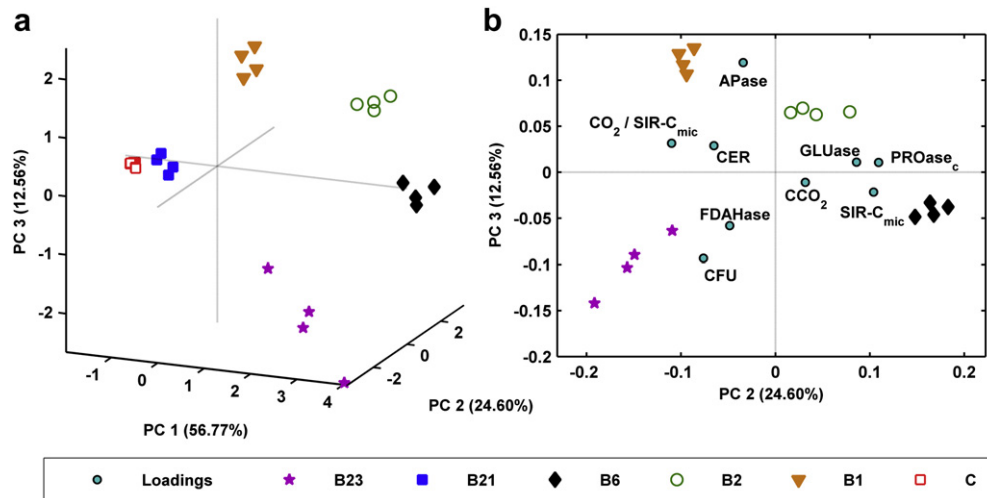 a
b
2
1
0
-1
-2
PC 3 (12.56%)
-1
0
1
2
3
4
PC 1 (56.77%)
-2
0
2
PC 2 (24.60%)
0.15
0.1
0.05
0
-0.05
-0.1
-0.15
-0.2
PC 3 (12.56%)
-0.2
-0.1
0
0.1
0.2
PC 2 (24.60%)
APase
CO2 / SIR-Cmic
CER
GLUase
PROasec
CCO2
SIR-Cmic
FDAHase
CFU
Loadings B23 B21 B6 B2 B1 C